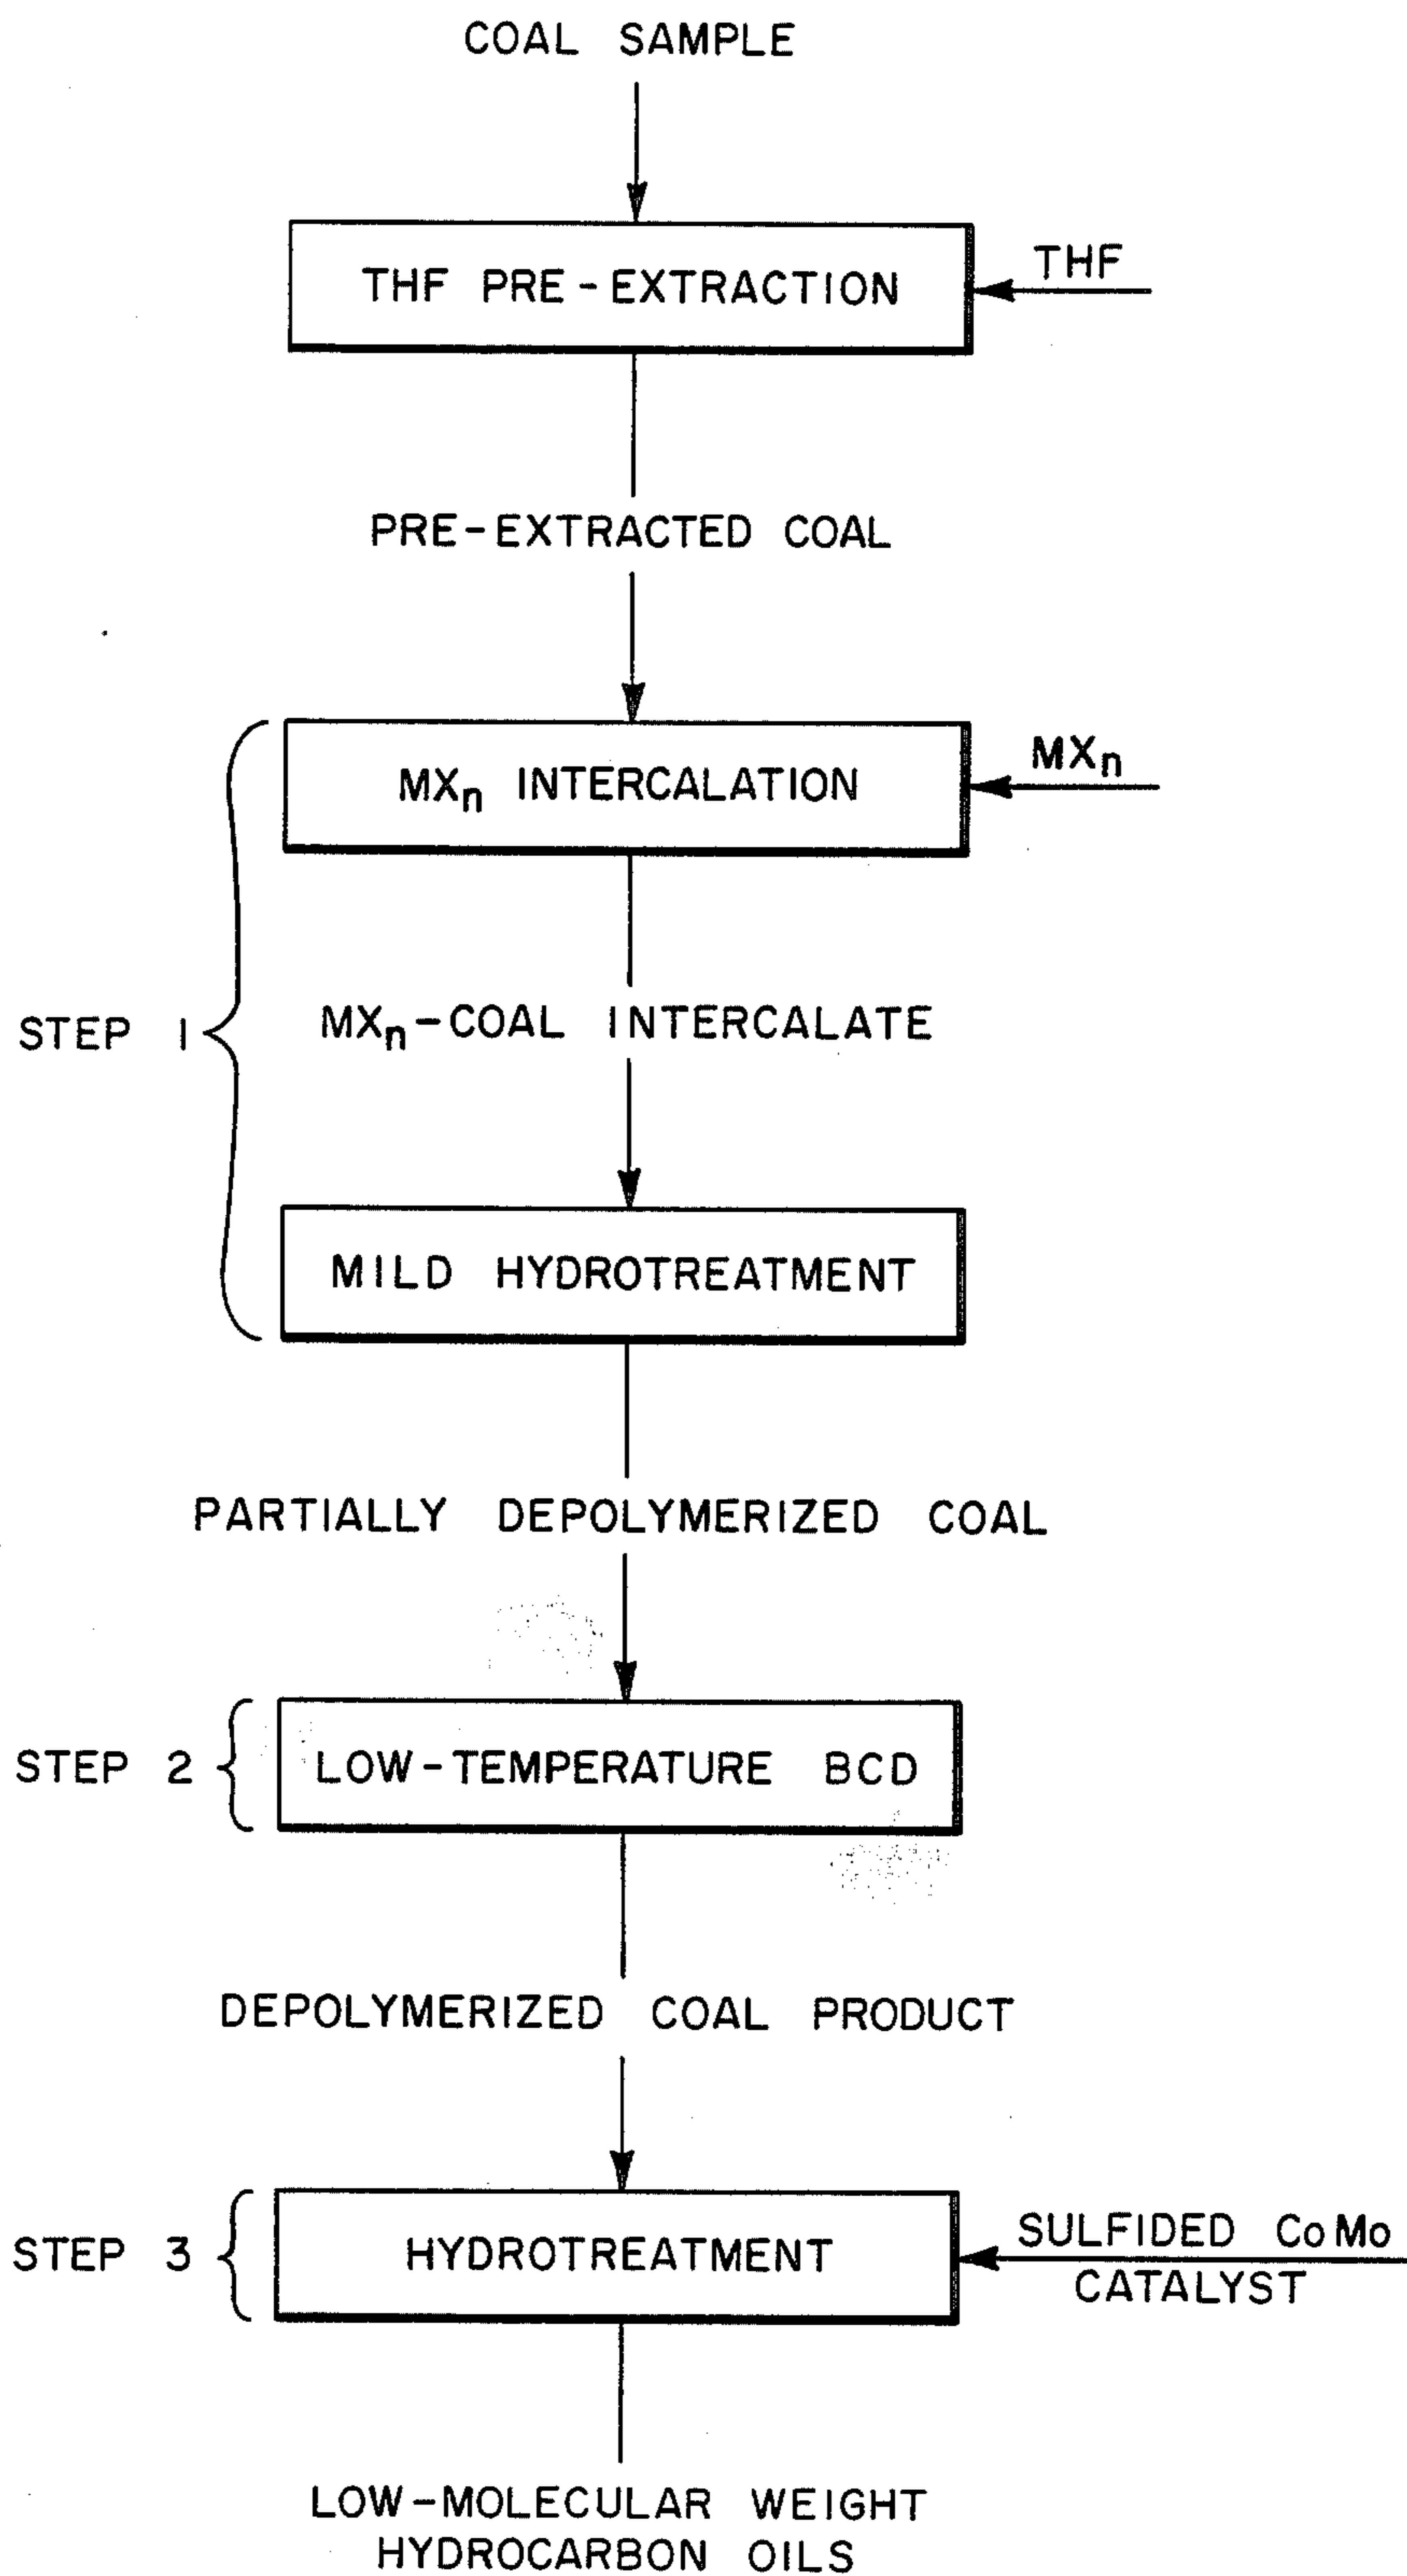 COAL SAMPLE
THF PRE-EXTRACTION
THF
PRE-EXTRACTED COAL
MXn INTERCALATION
MXn
STEP 1
MXn-COAL INTERCALATE
MILD HYDROTREATMENT
PARTIALLY DEPOLYMERIZED COAL
STEP 2
LOW-TEMPERATURE BCD
DEPOLYMERIZED COAL PRODUCT
STEP 3
HYDROTREATMENT
SULFIDED CoMo
CATALYST
LOW-MOLECULAR WEIGHT
HYDROCARBON OILS